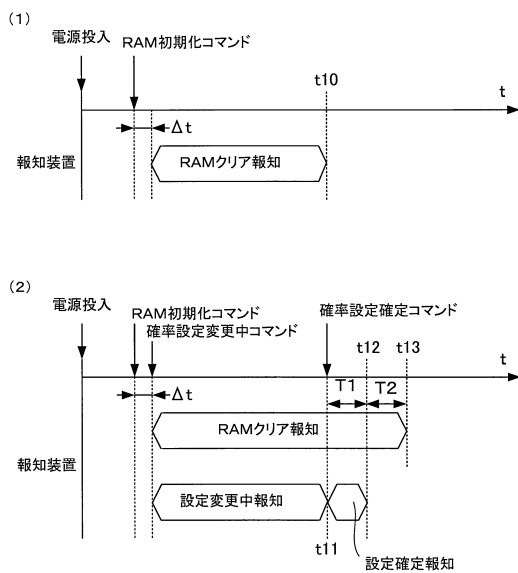 (1)
電源投入
RAM初期化コマンド
t10
t
Δt
報知装置
RAMクリア報知
(2)
電源投入
RAM初期化コマンド
確率設定変更中コマンド
確率設定確定コマンド
t12
t13
t
Δt
T1
T2
RAMクリア報知
報知装置
設定変更中報知
t11
設定確定報知